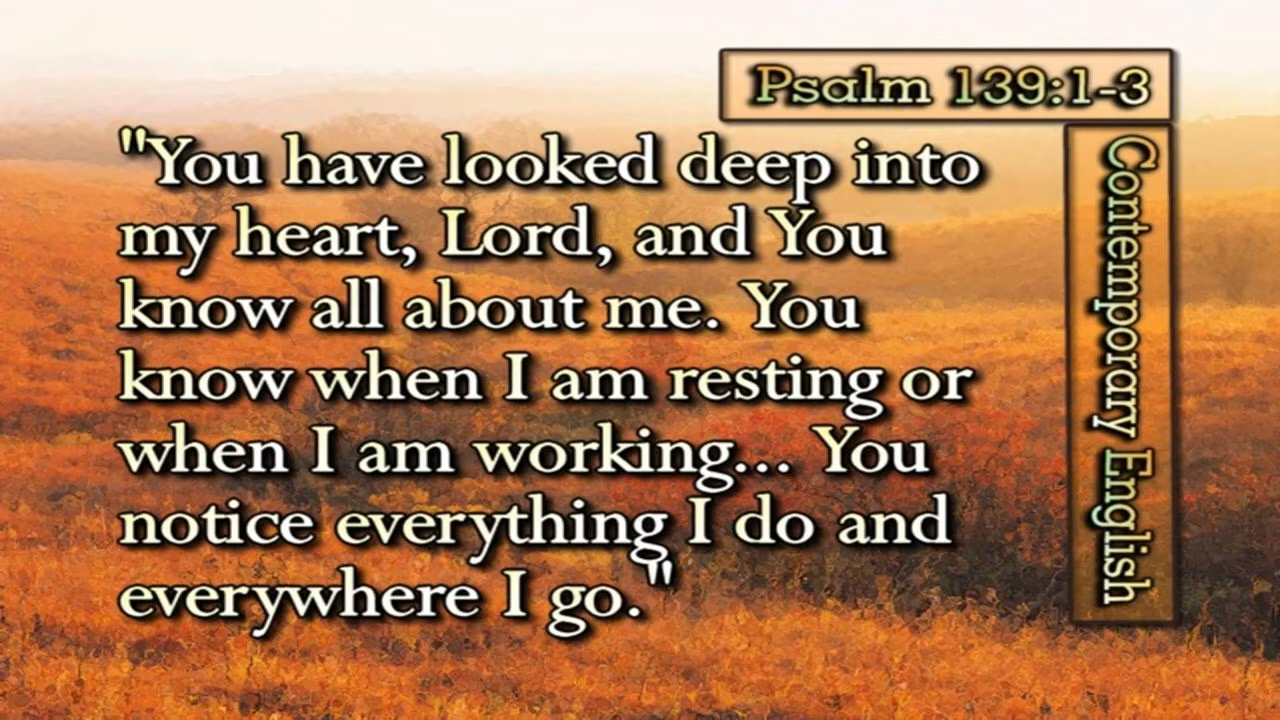 Psalm 139:1-3
"You have looked deep into
my heart, Lord, and You
know all about me. You
know when I am resting or
when I am working... You
notice everything I do and
everywhere I go."
Contemporary English